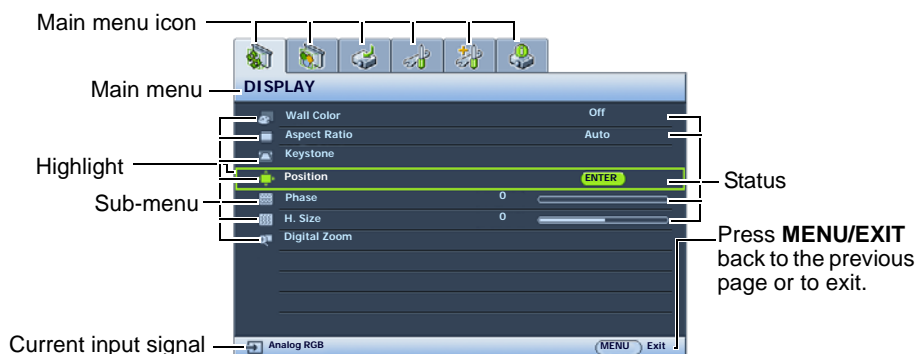 Main menu icon
Main menu
DISPLAY
Wall Color Off
Aspect Ratio Auto
Keystone
Highlight
Position ENTER
Status
Sub-menu
Phase 0
H. Size 0
Digital Zoom
Press MENU/EXIT
back to the previous
page or to exit.
Current input signal
Analog RGB
MENU Exit